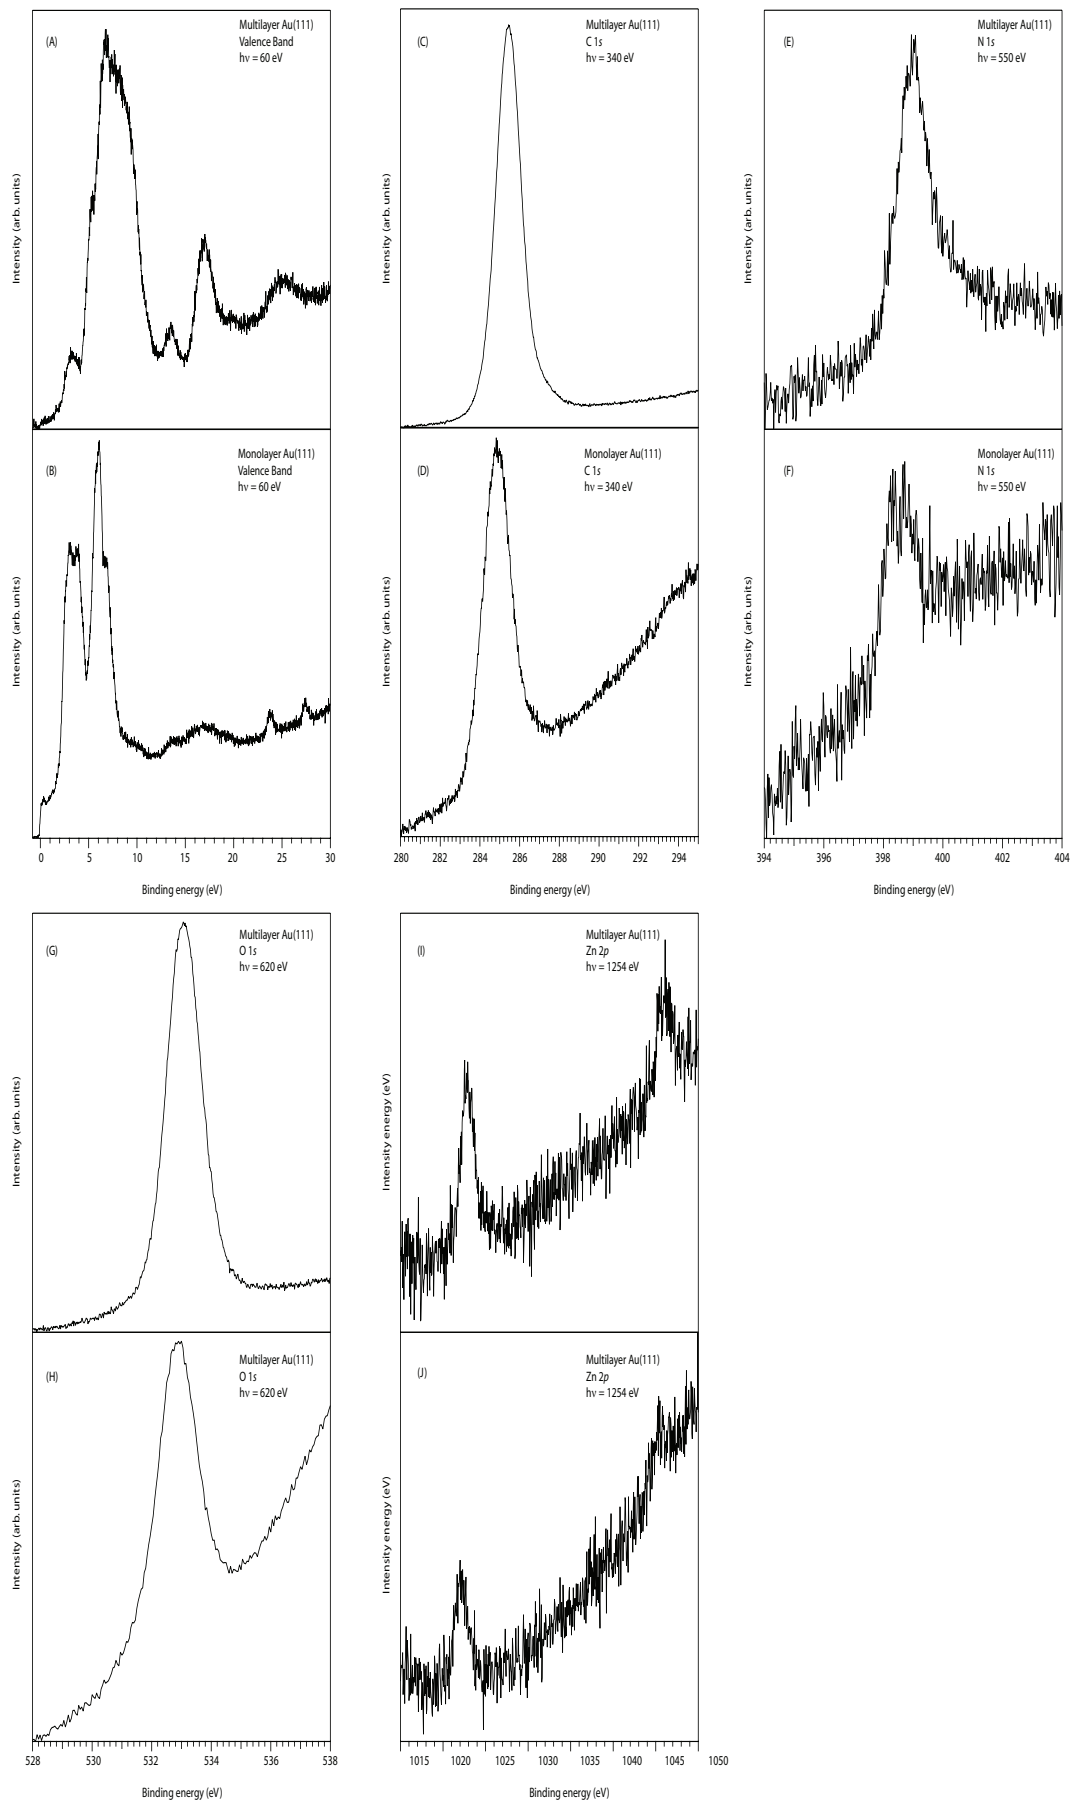 (A)
Multilayer Au(111)
Valence Band
hν = 60 eV
Intensity (arb. units)
(C)
Multilayer Au(111)
C 1s
hν = 340 eV
Intensity (arb. units)
(E)
Multilayer Au(111)
N 1s
hν = 550 eV
Intensity (arb. units)
(B)
Monolayer Au(111)
Valence Band
hν = 60 eV
Intensity (arb. units)
0 5 10 15 20 25 30
Binding energy (eV)
(D)
Monolayer Au(111)
C 1s
hν = 340 eV
Intensity (arb. units)
280 282 284 286 288 290 292 294
Binding energy (eV)
(F)
Monolayer Au(111)
N 1s
hν = 550 eV
Intensity (arb. units)
394 396 398 400 402 404
Binding energy (eV)
(G)
Multilayer Au(111)
O 1s
hν = 620 eV
Intensity (arb. units)
(I)
Multilayer Au(111)
Zn 2p
hν = 1254 eV
Intensity energy (eV)
(H)
Multilayer Au(111)
O 1s
hν = 620 eV
Intensity (arb. units)
528 530 532 534 536 538
Binding energy (eV)
(J)
Multilayer Au(111)
Zn 2p
hν = 1254 eV
Intensity energy (eV)
1015 1020 1025 1030 1035 1040 1045 1050
Binding energy (eV)